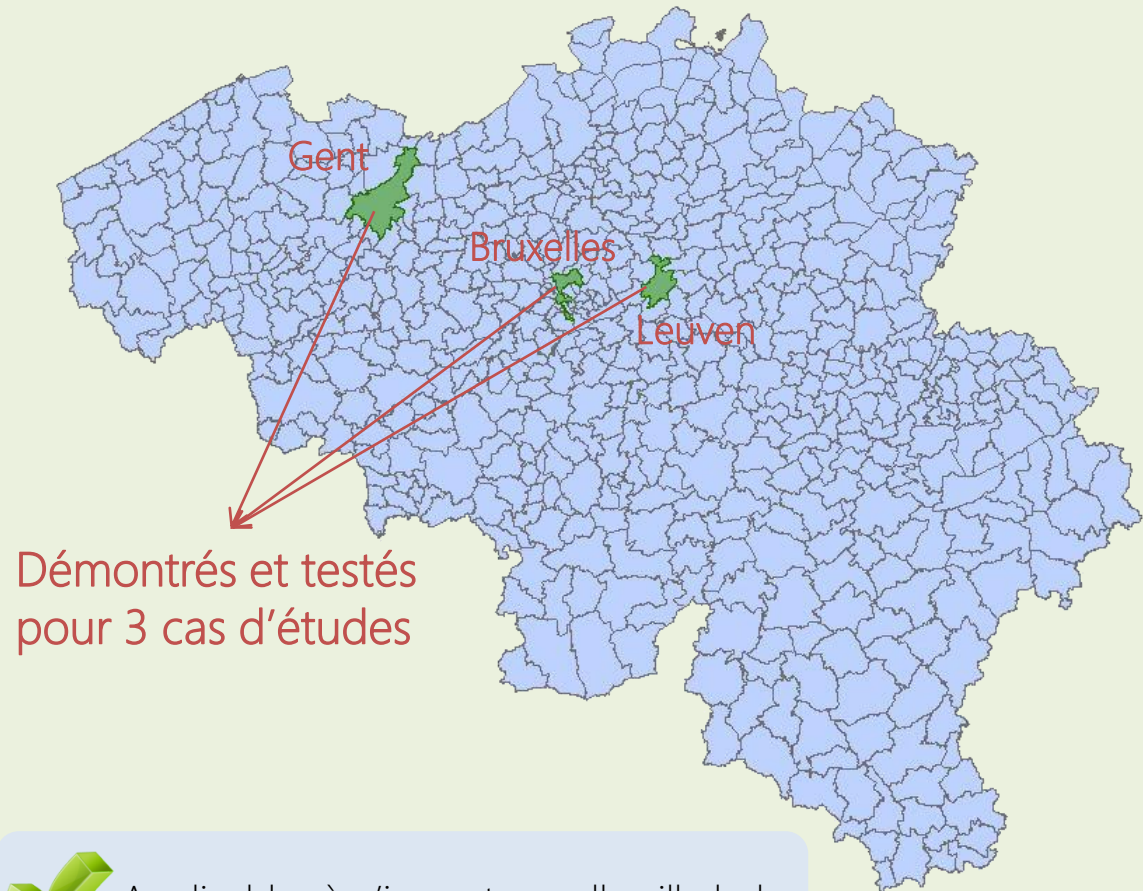 Gent
Bruxelles
Leuven
Démontrés et testés
pour 3 cas d'études